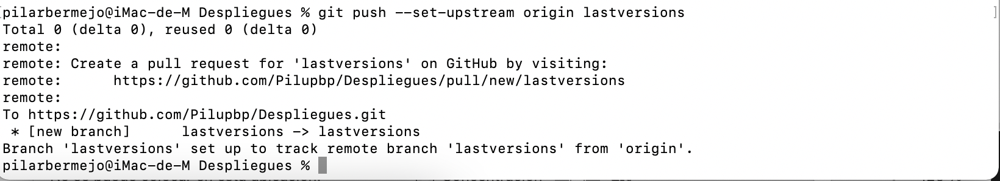 [pilarbermejo@iMac-de-M Despliegues % git push --set-upstream origin lastversions ]
Total 0 (delta 0), reused 0 (delta 0)
remote:
remote: Create a pull request for 'lastversions' on GitHub by visiting:
remote:      https://github.com/Pilupbp/Despliegues/pull/new/lastversions
remote:
To https://github.com/Pilupbp/Despliegues.git
 * [new branch]      lastversions -> lastversions
Branch 'lastversions' set up to track remote branch 'lastversions' from 'origin'.
pilarbermejo@iMac-de-M Despliegues %